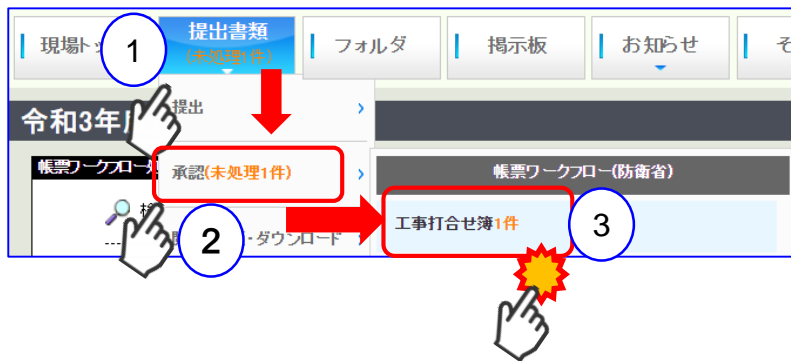 現場ト
1
提出書類
(未処理1件)
フォルダ
掲示板
お知らせ
そ
令和3年
提出
帳票ワークフロー
承認(未処理1件)
帳票ワークフロー(防衛省)
検
2
・ダウンロード
工事打合せ簿1件
3